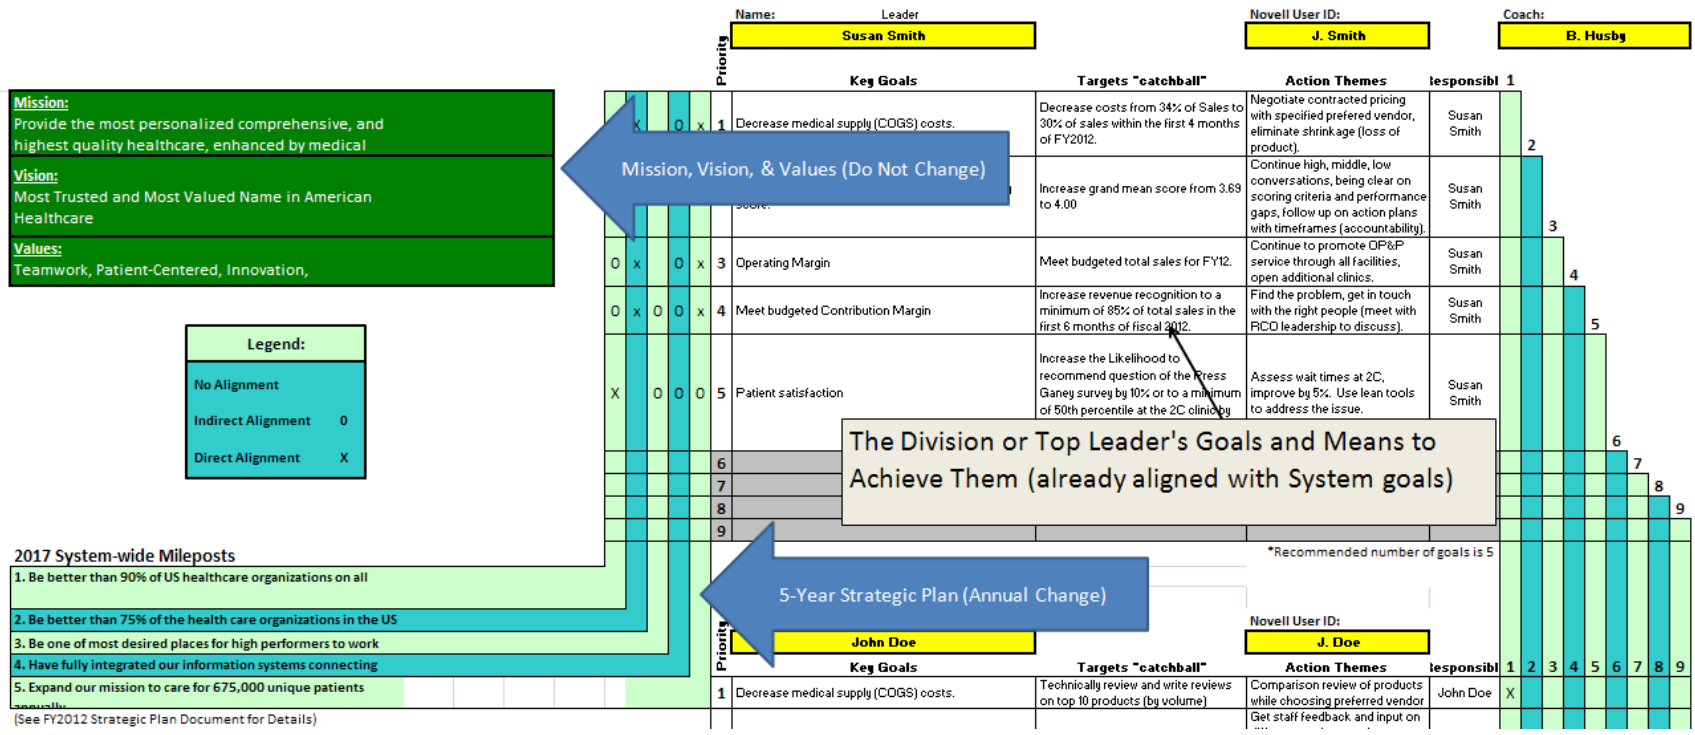 Name:
Leader
Novell User ID:
Coach:
Susan Smith
J. Smith
B. Husby
Priority
Key Goals
Targets "catchball"
Action Themes
Responsibl
1
Mission:
Provide the most personalized comprehensive, and
highest quality healthcare, enhanced by medical
Vision:
Most Trusted and Most Valued Name in American
Healthcare
Values:
Teamwork, Patient-Centered, Innovation,
X O x 1 Decrease medical supply (COGS) costs.
Decrease costs from 34% of Sales to
30% of sales within the first 4 months
of FY2012.
Negotiate contracted pricing
with specified preferred vendor,
eliminate shrinkage (loss of
product).
Susan
Smith
2
Mission, Vision, & Values (Do Not Change)
score.
Increase grand mean score from 3.69
to 4.00
Continue high, middle, low
conversations, being clear on
scoring criteria and performance
gaps, follow up on action plans
with timeframes (accountability).
Susan
Smith
3
O x O x 3 Operating Margin
Meet budgeted total sales for FY12.
Continue to promote OP&P
service through all facilities,
open additional clinics.
Susan
Smith
4
O x O O x 4 Meet budgeted Contribution Margin
Increase revenue recognition to a
minimum of 85% of total sales in the
first 6 months of fiscal 2012.
Find the problem, get in touch
with the right people (meet with
RCO leadership to discuss).
Susan
Smith
5
X O O O 5 Patient satisfaction
Increase the Likelihood to
recommend question of the Press
Ganey survey by 10% or to a minimum
of 50th percentile at the 2C clinic by
Assess wait times at 2C,
improve by 5%. Use lean tools
to address the issue.
Susan
Smith
6
7
8
9
Legend:
No Alignment
Indirect Alignment O
Direct Alignment X
The Division or Top Leader's Goals and Means to
Achieve Them (already aligned with System goals)
6
7
8
9
*Recommended number of goals is 5
2017 System-wide Mileposts
1. Be better than 90% of US healthcare organizations on all
2. Be better than 75% of the health care organizations in the US
3. Be one of most desired places for high performers to work
4. Have fully integrated our information systems connecting
5. Expand our mission to care for 675,000 unique patients
annually
(See FY2012 Strategic Plan Document for Details)
5-Year Strategic Plan (Annual Change)
Novell User ID:
Priority
John Doe
J. Doe
Key Goals
Targets "catchball"
Action Themes
Responsibl
1 2 3 4 5 6 7 8 9
1 Decrease medical supply (COGS) costs.
Technically review and write reviews
on top 10 products (by volume)
Comparison review of products
while choosing preferred vendor
John Doe
X
Get staff feedback and input on